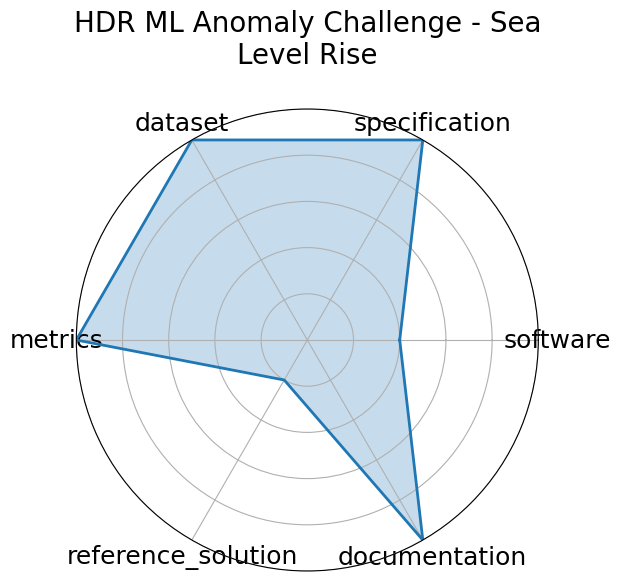 HDR ML Anomaly Challenge - Sea
Level Rise
dataset
specification
metrics
software
reference_solution
documentation